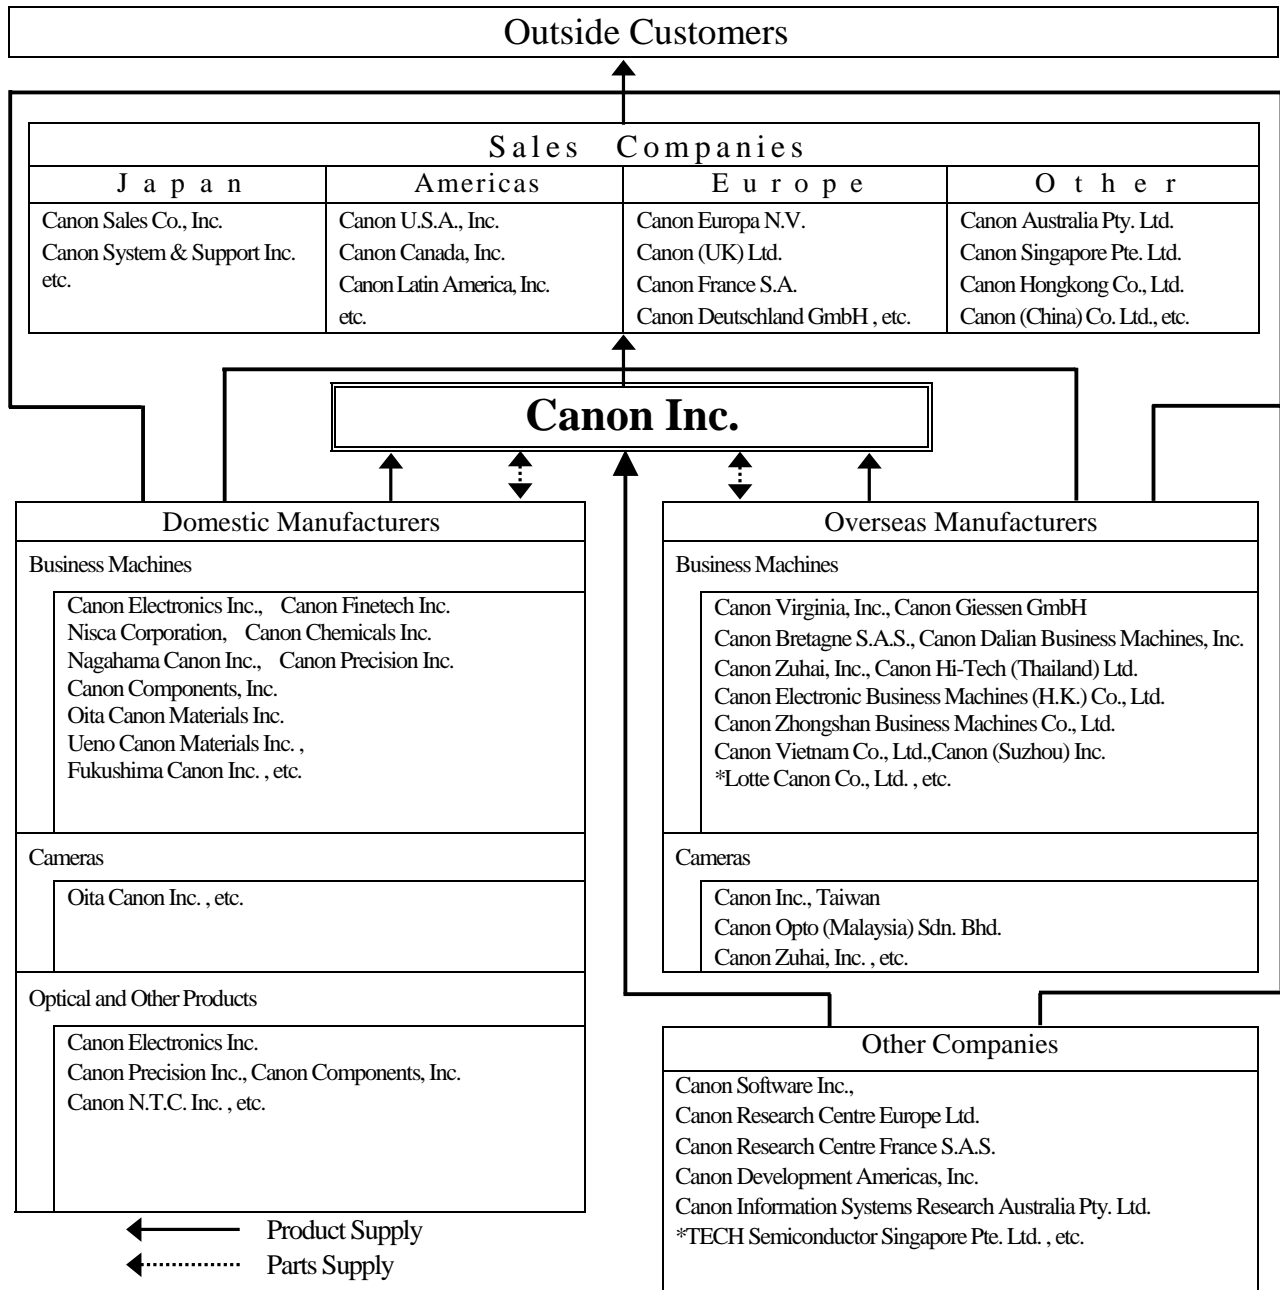 Outside Customers
Sales Companies
Japan
Americas
Europe
Other
Canon Sales Co., Inc.
Canon System & Support Inc.
etc.
Canon U.S.A., Inc.
Canon Canada, Inc.
Canon Latin America, Inc.
etc.
Canon Europa N.V.
Canon (UK) Ltd.
Canon France S.A.
Canon Deutschland GmbH , etc.
Canon Australia Pty. Ltd.
Canon Singapore Pte. Ltd.
Canon Hongkong Co., Ltd.
Canon (China) Co. Ltd., etc.
Canon Inc.
Domestic Manufacturers
Business Machines
Canon Electronics Inc., Canon Finetech Inc.
Nisca Corporation, Canon Chemicals Inc.
Nagahama Canon Inc., Canon Precision Inc.
Canon Components, Inc.
Oita Canon Materials Inc.
Ueno Canon Materials Inc. ,
Fukushima Canon Inc. , etc.
Cameras
Oita Canon Inc. , etc.
Optical and Other Products
Canon Electronics Inc.
Canon Precision Inc., Canon Components, Inc.
Canon N.T.C. Inc. , etc.
Overseas Manufacturers
Business Machines
Canon Virginia, Inc., Canon Giessen GmbH
Canon Bretagne S.A.S., Canon Dalian Business Machines, Inc.
Canon Zuhai, Inc., Canon Hi-Tech (Thailand) Ltd.
Canon Electronic Business Machines (H.K.) Co., Ltd.
Canon Zhongshan Business Machines Co., Ltd.
Canon Vietnam Co., Ltd.,Canon (Suzhou) Inc.
*Lotte Canon Co., Ltd. , etc.
Cameras
Canon Inc., Taiwan
Canon Opto (Malaysia) Sdn. Bhd.
Canon Zuhai, Inc. , etc.
Other Companies
Canon Software Inc.,
Canon Research Centre Europe Ltd.
Canon Research Centre France S.A.S.
Canon Development Americas, Inc.
Canon Information Systems Research Australia Pty. Ltd.
*TECH Semiconductor Singapore Pte. Ltd. , etc.
Product Supply
Parts Supply